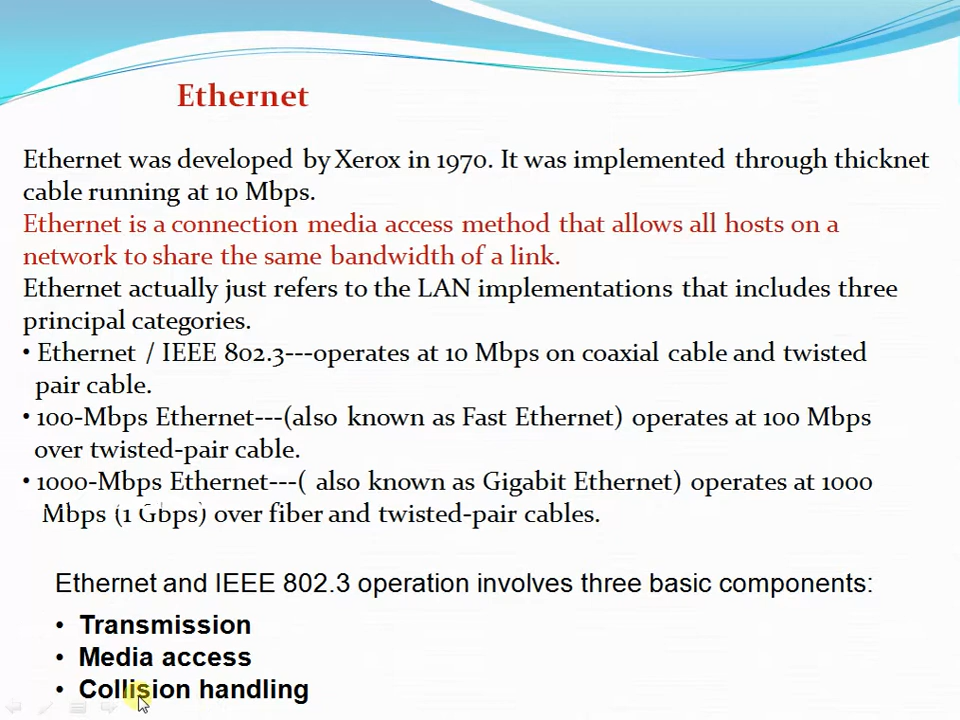 Ethernet
Ethernet was developed by Xerox in 1970. It was implemented through thicknet
cable running at 10 Mbps.
Ethernet is a connection media access method that allows all hosts on a
network to share the same bandwidth of a link.
Ethernet actually just refers to the LAN implementations that includes three
principal categories.
• Ethernet / IEEE 802.3---operates at 10 Mbps on coaxial cable and twisted
pair cable.
• 100-Mbps Ethernet---(also known as Fast Ethernet) operates at 100 Mbps
over twisted-pair cable.
• 1000-Mbps Ethernet---( also known as Gigabit Ethernet) operates at 1000
Mbps (1 Gbps) over fiber and twisted-pair cables.
Ethernet and IEEE 802.3 operation involves three basic components:
• Transmission
• Media access
• Collision handling